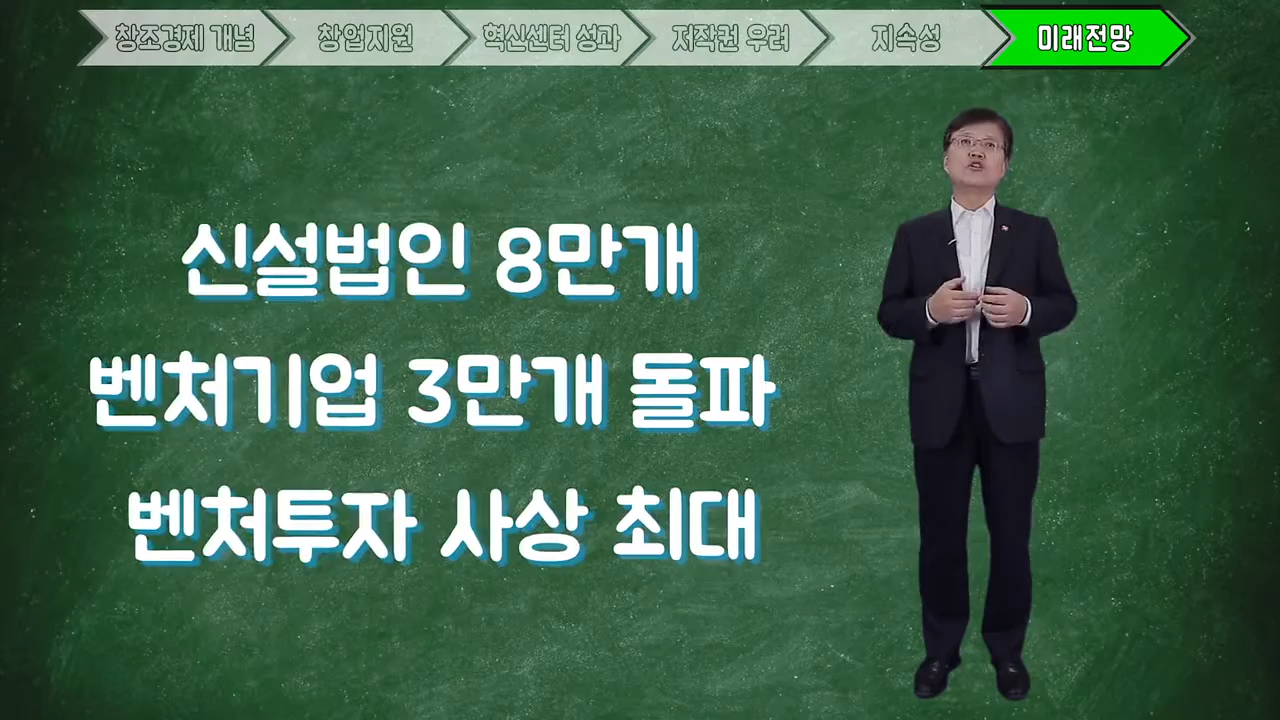 창조경제 개념
창업지원
혁신센터 성과
저작권 우려
지속성
미래전망
신설법인 8만개
벤처기업 3만개 돌파
벤처투자 사상 최대